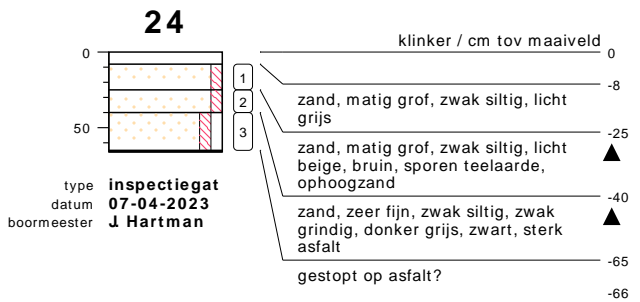 24
klinker / cm tov maaiveld
0
0
-8
1
zand, matig grof, zwak siltig, licht
grijs
2
-25
50
3
zand, matig grof, zwak siltig, licht
beige, bruin, sporen teelaarde,
ophoogzand
-40
type inspectiegat
datum 07-04-2023
boormeester J. Hartman
zand, zeer fijn, zwak siltig, zwak
grindig, donker grijs, zwart, sterk
asfalt
-65
gestopt op asfalt?
-66